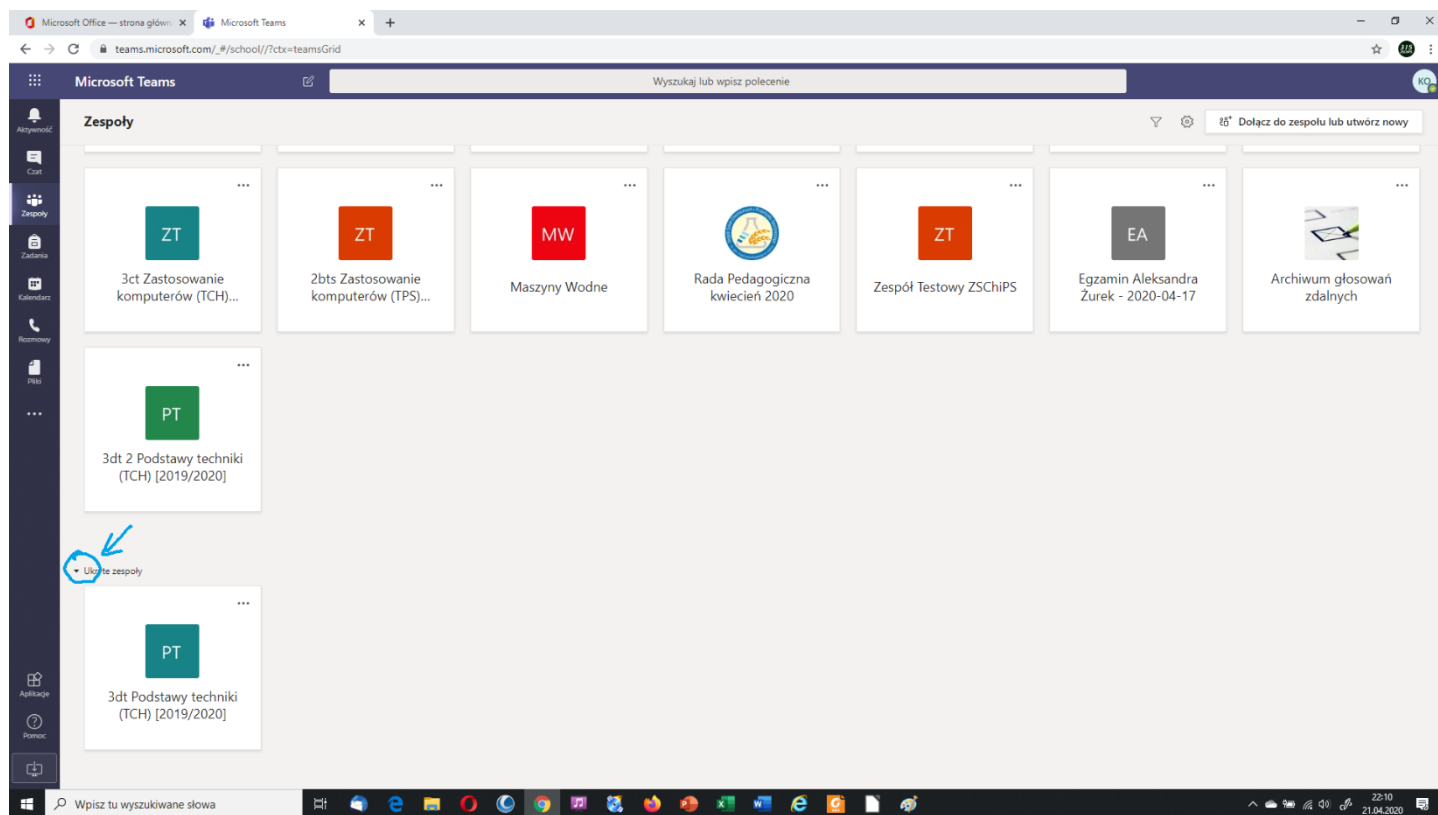 Microsoft Office — strona główn
Microsoft Teams
teams.microsoft.com/_#/school//?ctx=teamsGrid
Microsoft Teams
Wyszukaj lub wpisz polecenie
KO
Aktywność
Czat
Zespoły
Zadania
Kalendarz
Rozmowy
Pliki
Aplikacje
Pomoc
Zespoły
Dołącz do zespołu lub utwórz nowy
ZT
3ct Zastosowanie
komputerów (TCH)...
ZT
2bts Zastosowanie
komputerów (TPS)...
MW
Maszyny Wodne
Rada Pedagogiczna
kwiecień 2020
ZT
Zespół Testowy ZSChiPS
EA
Egzamin Aleksandra
Żurek - 2020-04-17
Archiwum głosowań
zdalnych
PT
3dt 2 Podstawy techniki
(TCH) [2019/2020]
Ukryte zespoły
PT
3dt Podstawy techniki
(TCH) [2019/2020]
Wpisz tu wyszukiwane słowa
22:10
21.04.2020